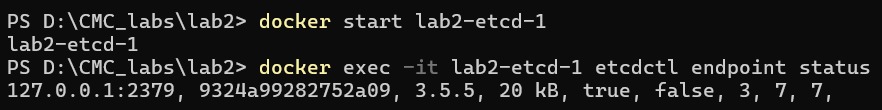 PS D:\CMC_labs\lab2> docker start lab2-etcd-1
lab2-etcd-1
PS D:\CMC_labs\lab2> docker exec -it lab2-etcd-1 etcdctl endpoint status
127.0.0.1:2379, 9324a99282752a09, 3.5.5, 20 kB, true, false, 3, 7, 7,